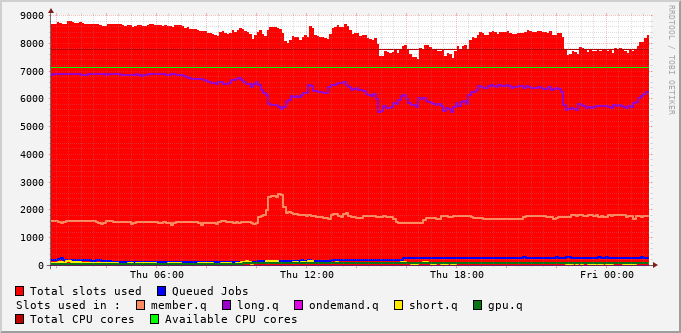 RRDTOOL / TOBI OETIKER
9000
8000
7000
6000
5000
4000
3000
2000
1000
0
Thu 06:00 Thu 12:00 Thu 18:00 Fri 00:00
Total slots used Queued Jobs
Slots used in : member.q long.q ondemand.q short.q gpu.q
Total CPU cores Available CPU cores